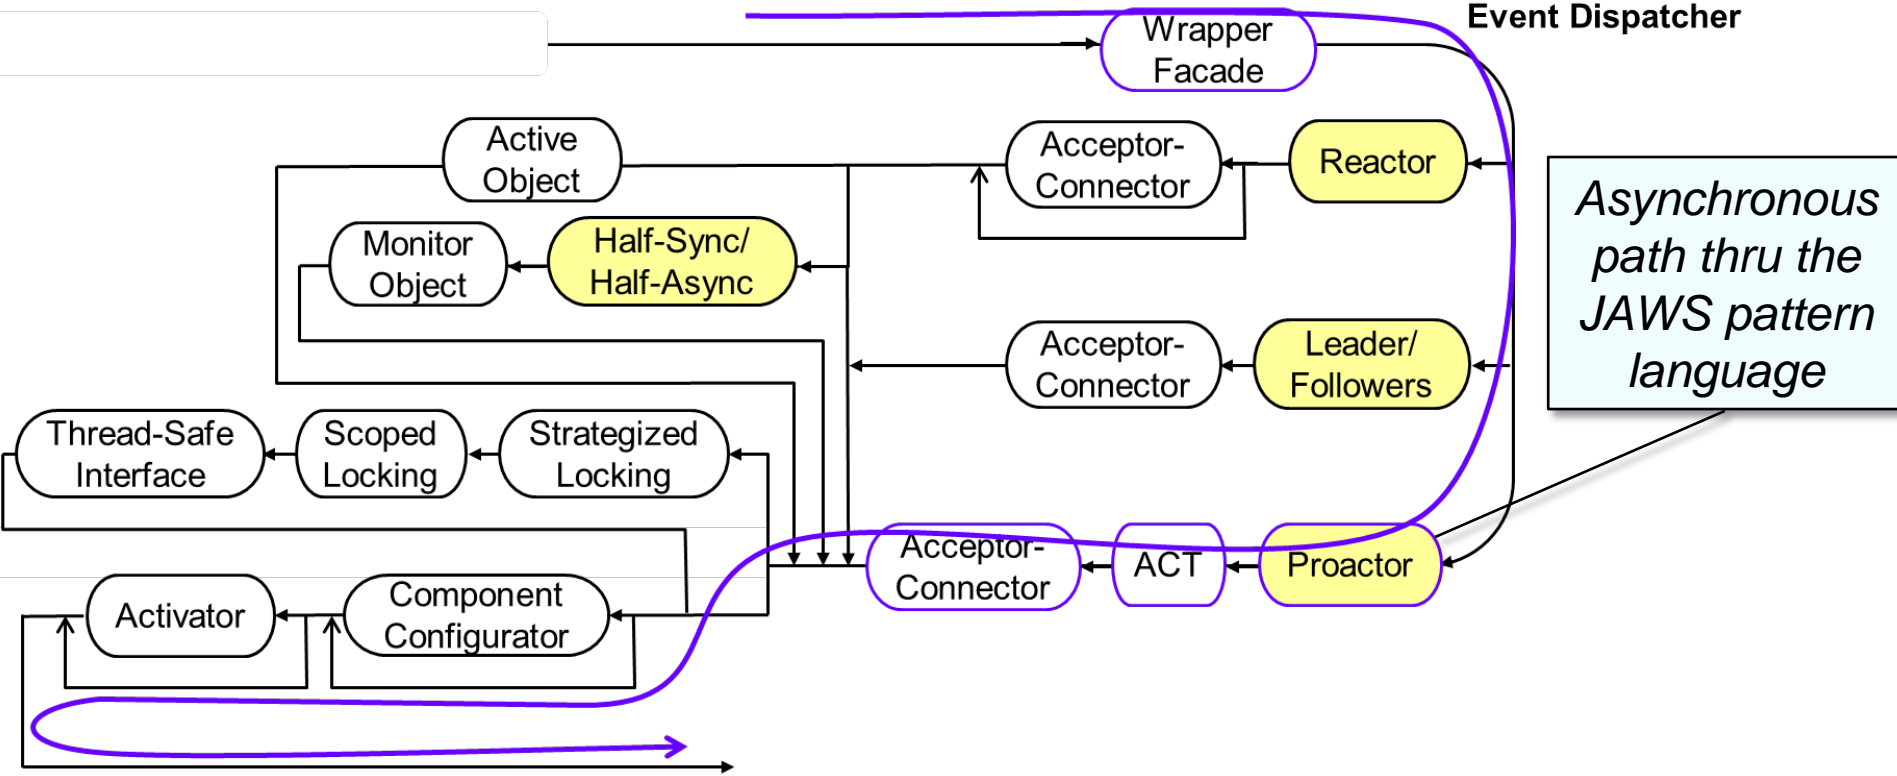 Event Dispatcher
Wrapper
Facade
Active
Object
Acceptor-
Connector
Reactor
Asynchronous
path thru the
JAWS pattern
language
Monitor
Object
Half-Sync/
Half-Async
Acceptor-
Connector
Leader/
Followers
Thread-Safe
Interface
Scoped
Locking
Strategized
Locking
Acceptor-
Connector
ACT
Proactor
Activator
Component
Configurator